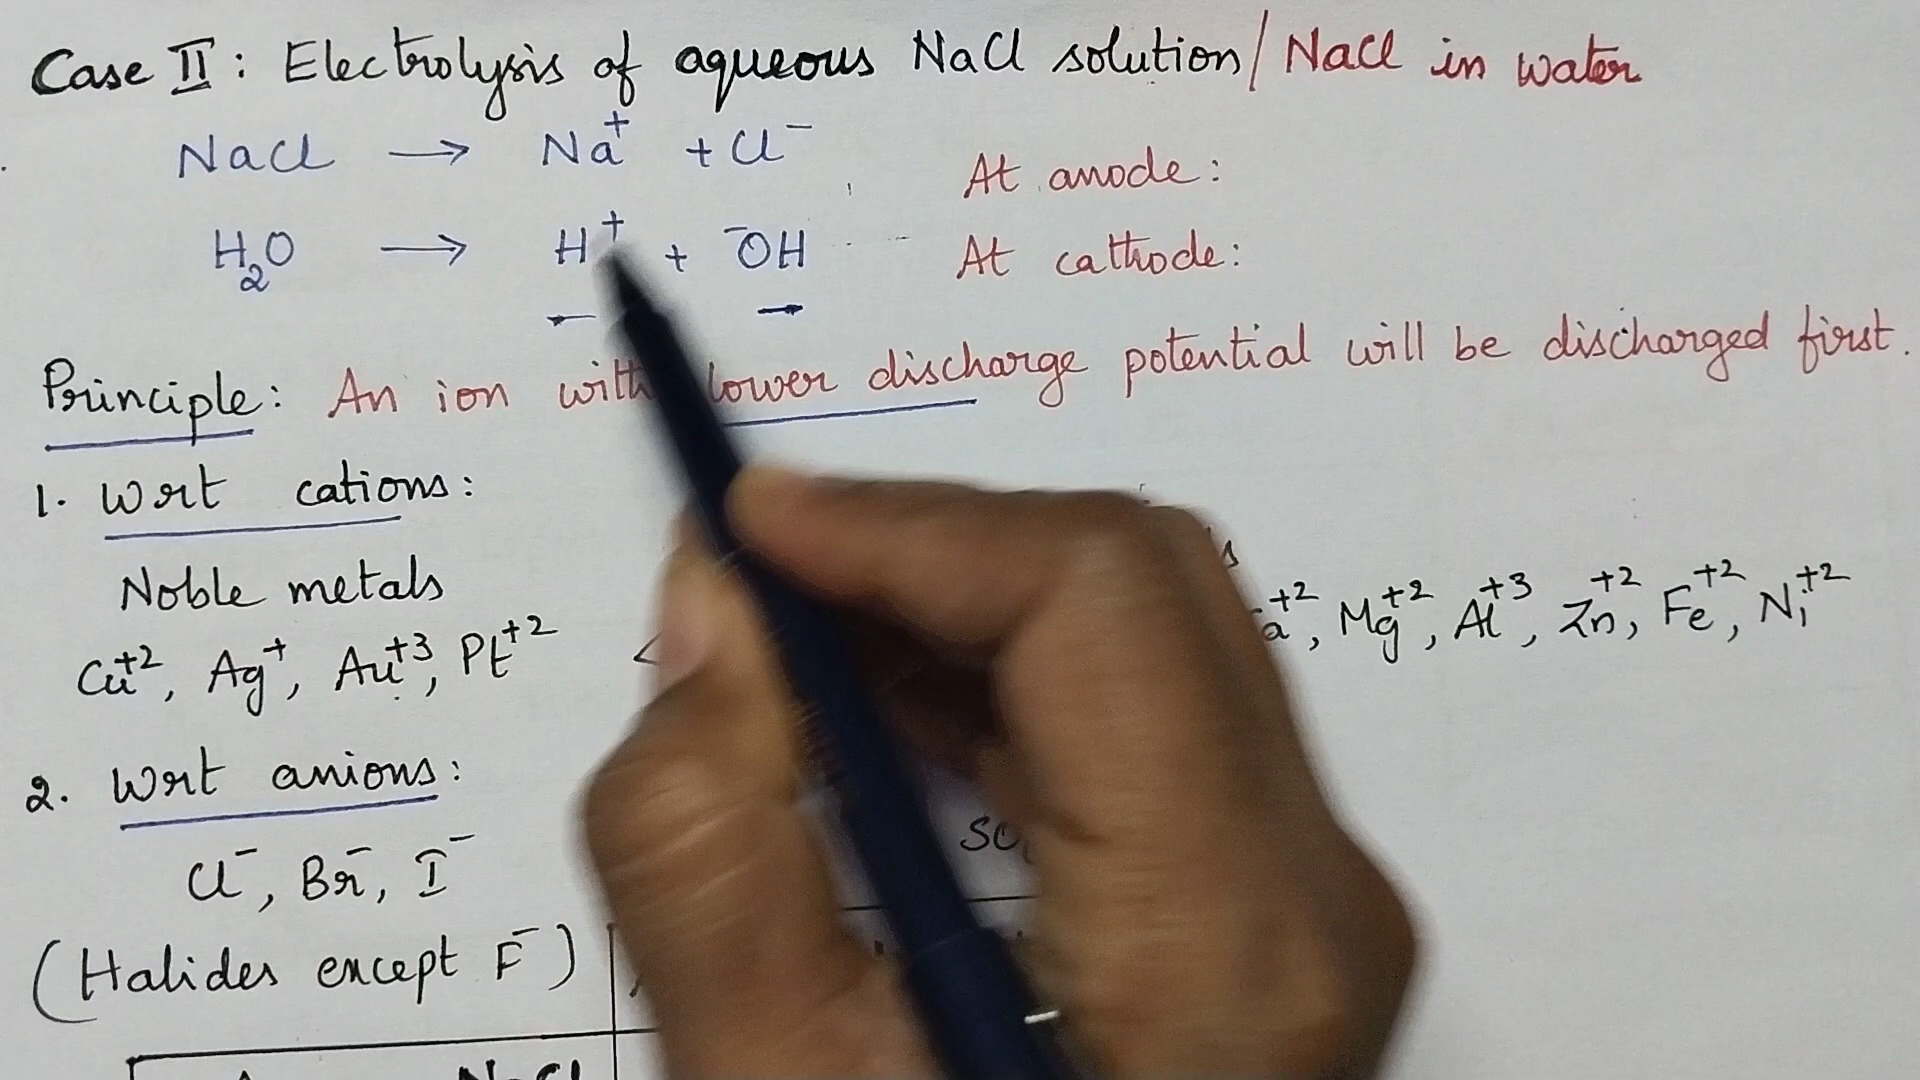 Case II: Electrolysis of aqueous NaCl solution/NaCl in water
NaCl → Na⁺ + Cl⁻
At anode:
H₂O → H⁺ + ⁻OH
At cathode:
Principle: An ion with lower discharge potential will be discharged first.
1. Wrt cations:
Noble metals
Cu⁺², Ag⁺, Au⁺³, Pt⁺² < , Mg⁺², Al⁺³, Zn⁺², Fe⁺², Ni⁺²
2. Wrt anions:
Cl⁻, Br⁻, I⁻
(Halides except F⁻)
NaCl